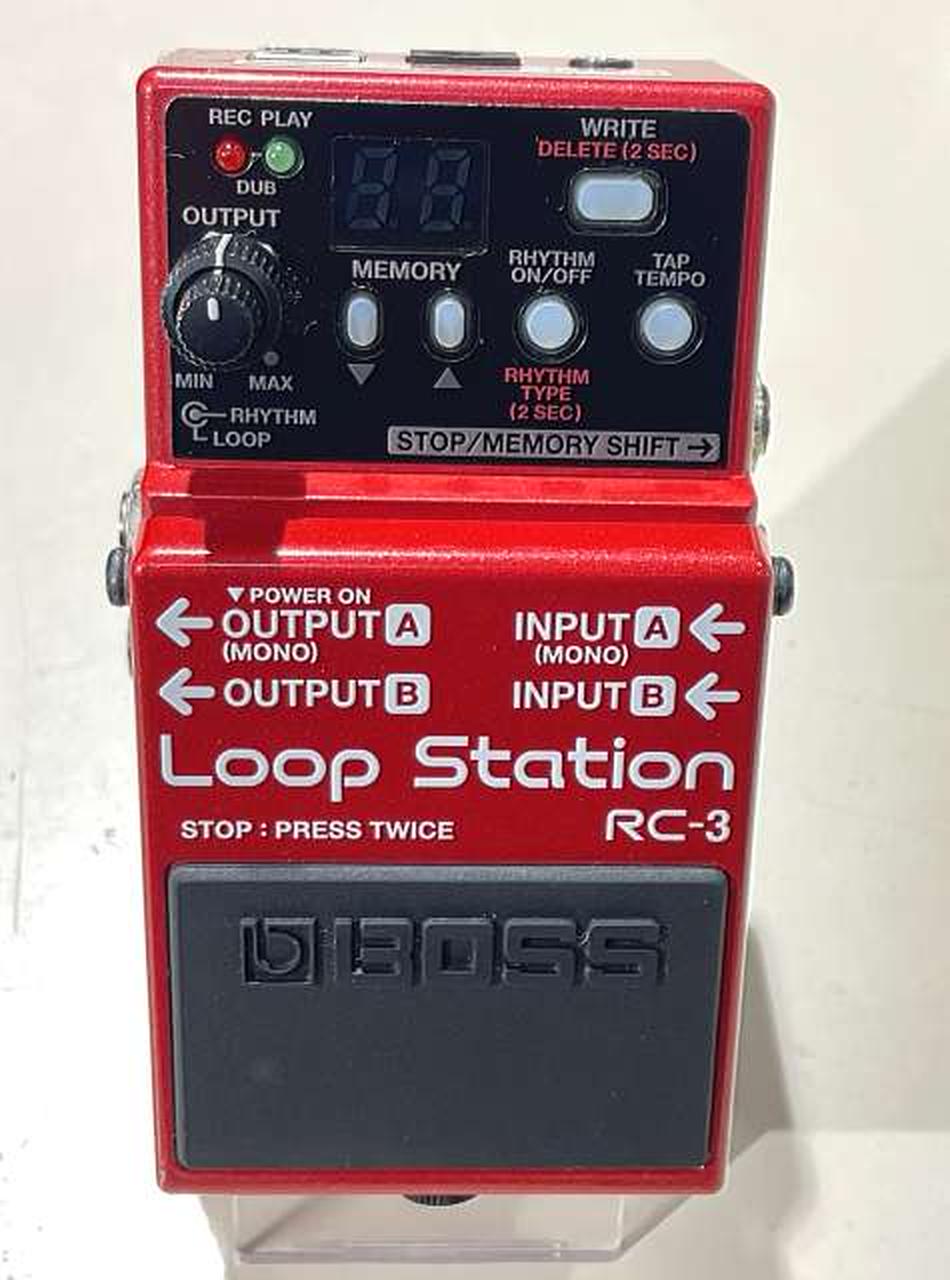 REC PLAY
DUB
WRITE
DELETE (2 SEC)
OUTPUT
MEMORY
RHYTHM
ON/OFF
TAP
TEMPO
MIN MAX
RHYTHM
TYPE
(2 SEC)
RHYTHM
LOOP
STOP/MEMORY SHIFT →
▼POWER ON
← OUTPUT A
(MONO)
INPUT A ←
(MONO)
← OUTPUT B
INPUT B ←
Loop Station
STOP : PRESS TWICE
RC-3
BOSS